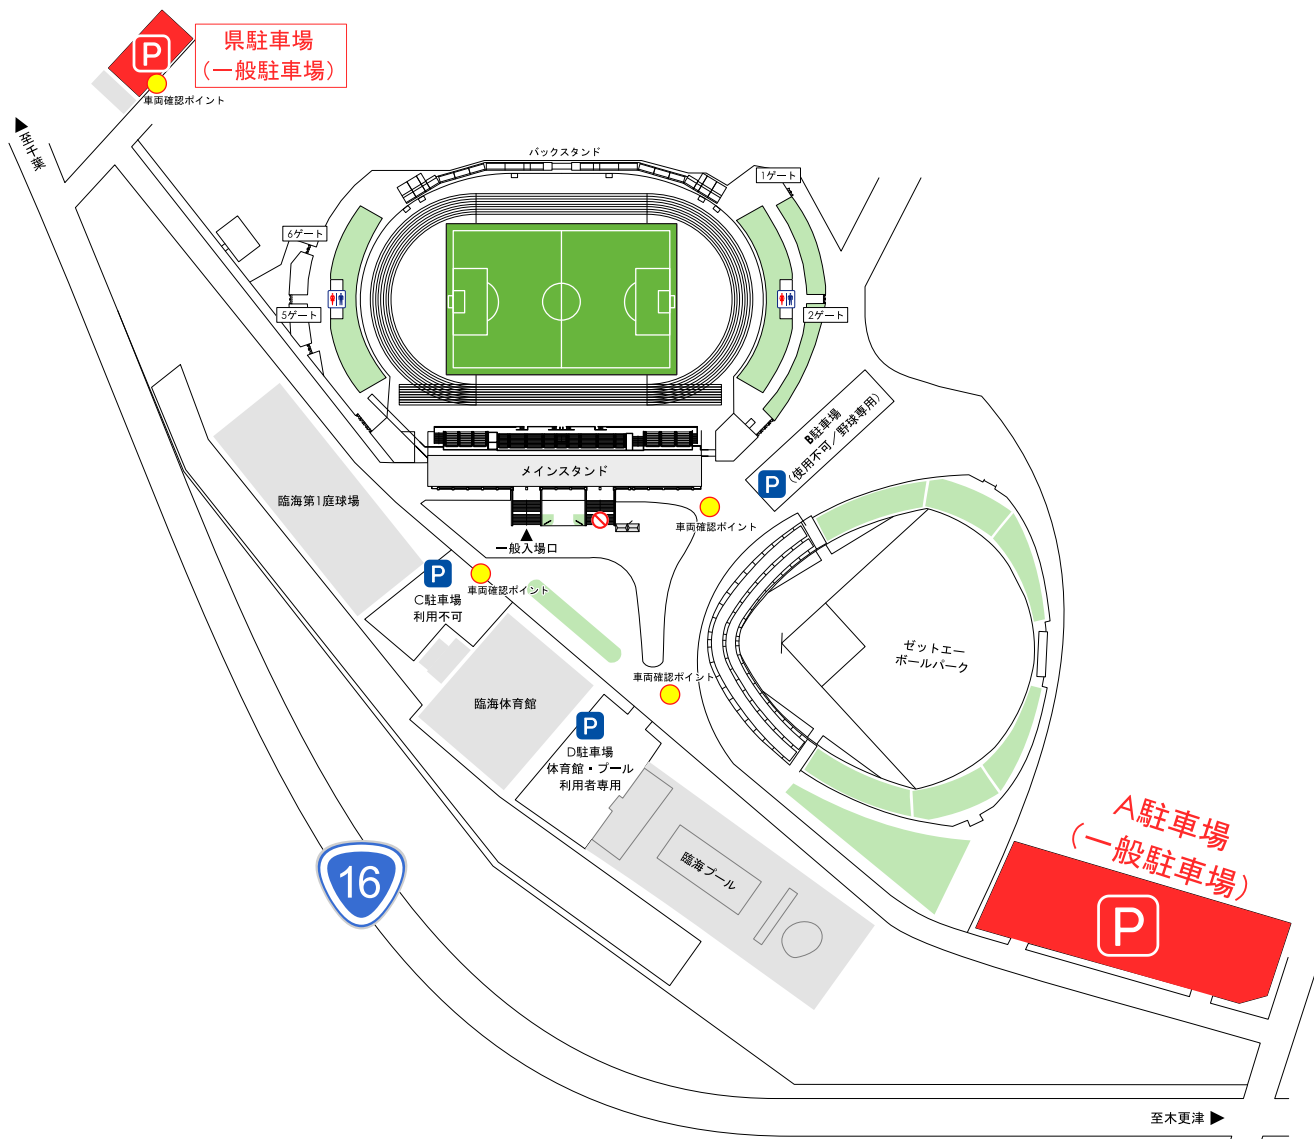 P
県駐車場
（一般駐車場）
車両確認ポイント
至千葉
バックスタンド
1ゲート
6ゲート
5ゲート
2ゲート
B駐車場
（使用不可／野球専用）
P
メインスタンド
臨海第1庭球場
車両確認ポイント
一般入場口
P
C駐車場
利用不可
車両確認ポイント
ゼットエー
ボールパーク
車両確認ポイント
臨海体育館
P
D駐車場
体育館・プール
利用者専用
A駐車場
（一般駐車場）
P
臨海プール
16
至木更津